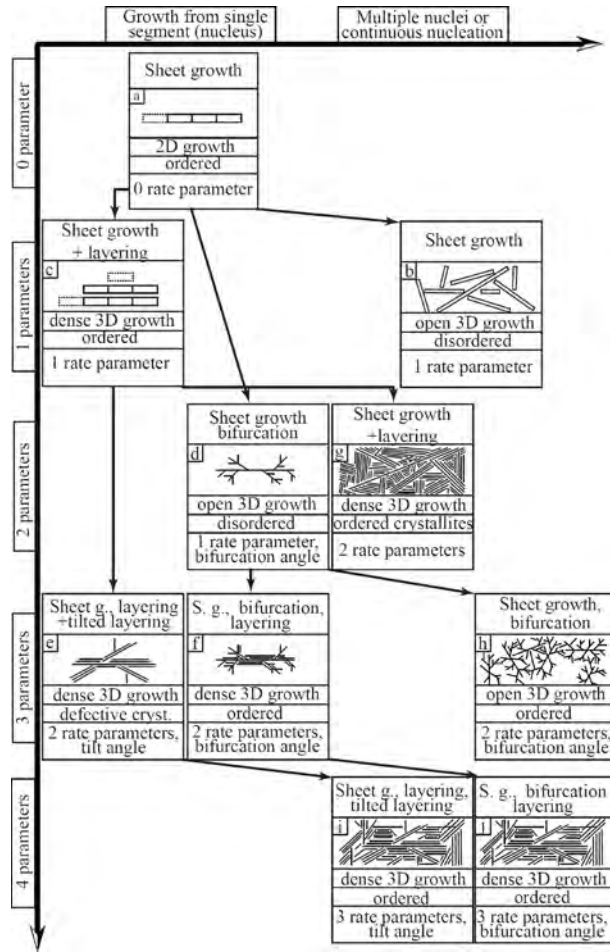 Growth from single
segment (nucleus)
Multiple nuclei or
continuous nucleation
0 parameter
Sheet growth
a
2D growth
ordered
0 rate parameter
1 parameters
Sheet growth
+ layering
c
dense 3D growth
ordered
1 rate parameter
Sheet growth
b
open 3D growth
disordered
1 rate parameter
2 parameters
Sheet growth
bifurcation
d
open 3D growth
disordered
1 rate parameter,
bifurcation angle
Sheet growth
+layering
g
dense 3D growth
ordered crystallites
2 rate parameters
3 parameters
Sheet g., layering
+tilted layering
e
dense 3D growth
defective cryst.
2 rate parameters,
tilt angle
S. g., bifurcation,
layering
f
dense 3D growth
ordered
2 rate parameters,
bifurcation angle
Sheet growth,
bifurcation
h
open 3D growth
ordered
2 rate parameters,
bifurcation angle
4 parameters
Sheet g., layering,
tilted layering
i
dense 3D growth
ordered
3 rate parameters,
tilt angle
S. g., bifurcation
layering
dense 3D growth
ordered
3 rate parameters,
bifurcation angle